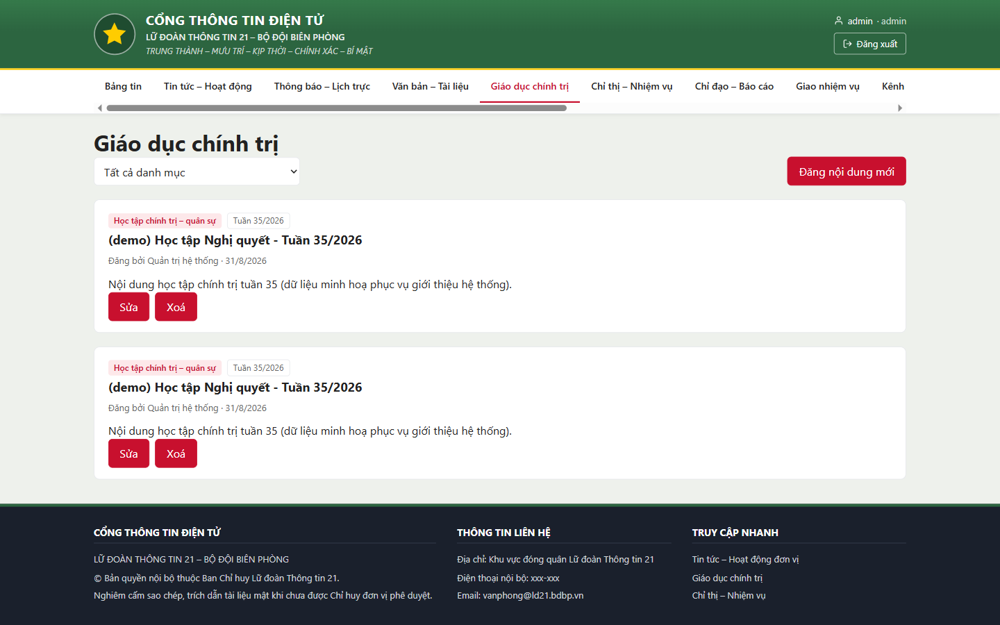 CỔNG THÔNG TIN ĐIỆN TỬ
LỮ ĐOÀN THÔNG TIN 21 – BỘ ĐỘI BIÊN PHÒNG
TRUNG THÀNH – MƯU TRÍ – KỊP THỜI – CHÍNH XÁC – BÍ MẬT
admin · admin
Đăng xuất
Bảng tin
Tin tức – Hoạt động
Thông báo – Lịch trực
Văn bản – Tài liệu
Giáo dục chính trị
Chỉ thị – Nhiệm vụ
Chỉ đạo – Báo cáo
Giao nhiệm vụ
Kênh
Giáo dục chính trị
Tất cả danh mục
Đăng nội dung mới
Học tập chính trị – quân sự
Tuần 35/2026
(demo) Học tập Nghị quyết - Tuần 35/2026
Đăng bởi Quản trị hệ thống · 31/8/2026
Nội dung học tập chính trị tuần 35 (dữ liệu minh hoạ phục vụ giới thiệu hệ thống).
Sửa
Xoá
Học tập chính trị – quân sự
Tuần 35/2026
(demo) Học tập Nghị quyết - Tuần 35/2026
Đăng bởi Quản trị hệ thống · 31/8/2026
Nội dung học tập chính trị tuần 35 (dữ liệu minh hoạ phục vụ giới thiệu hệ thống).
Sửa
Xoá
CỔNG THÔNG TIN ĐIỆN TỬ
LỮ ĐOÀN THÔNG TIN 21 – BỘ ĐỘI BIÊN PHÒNG
© Bản quyền nội bộ thuộc Ban Chỉ huy Lữ đoàn Thông tin 21.
Nghiêm cấm sao chép, trích dẫn tài liệu mật khi chưa được Chỉ huy đơn vị phê duyệt.
THÔNG TIN LIÊN HỆ
Địa chỉ: Khu vực đóng quân Lữ đoàn Thông tin 21
Điện thoại nội bộ: xxx-xxx
Email: vanphong@ld21.bdbp.vn
TRUY CẬP NHANH
Tin tức – Hoạt động đơn vị
Giáo dục chính trị
Chỉ thị – Nhiệm vụ